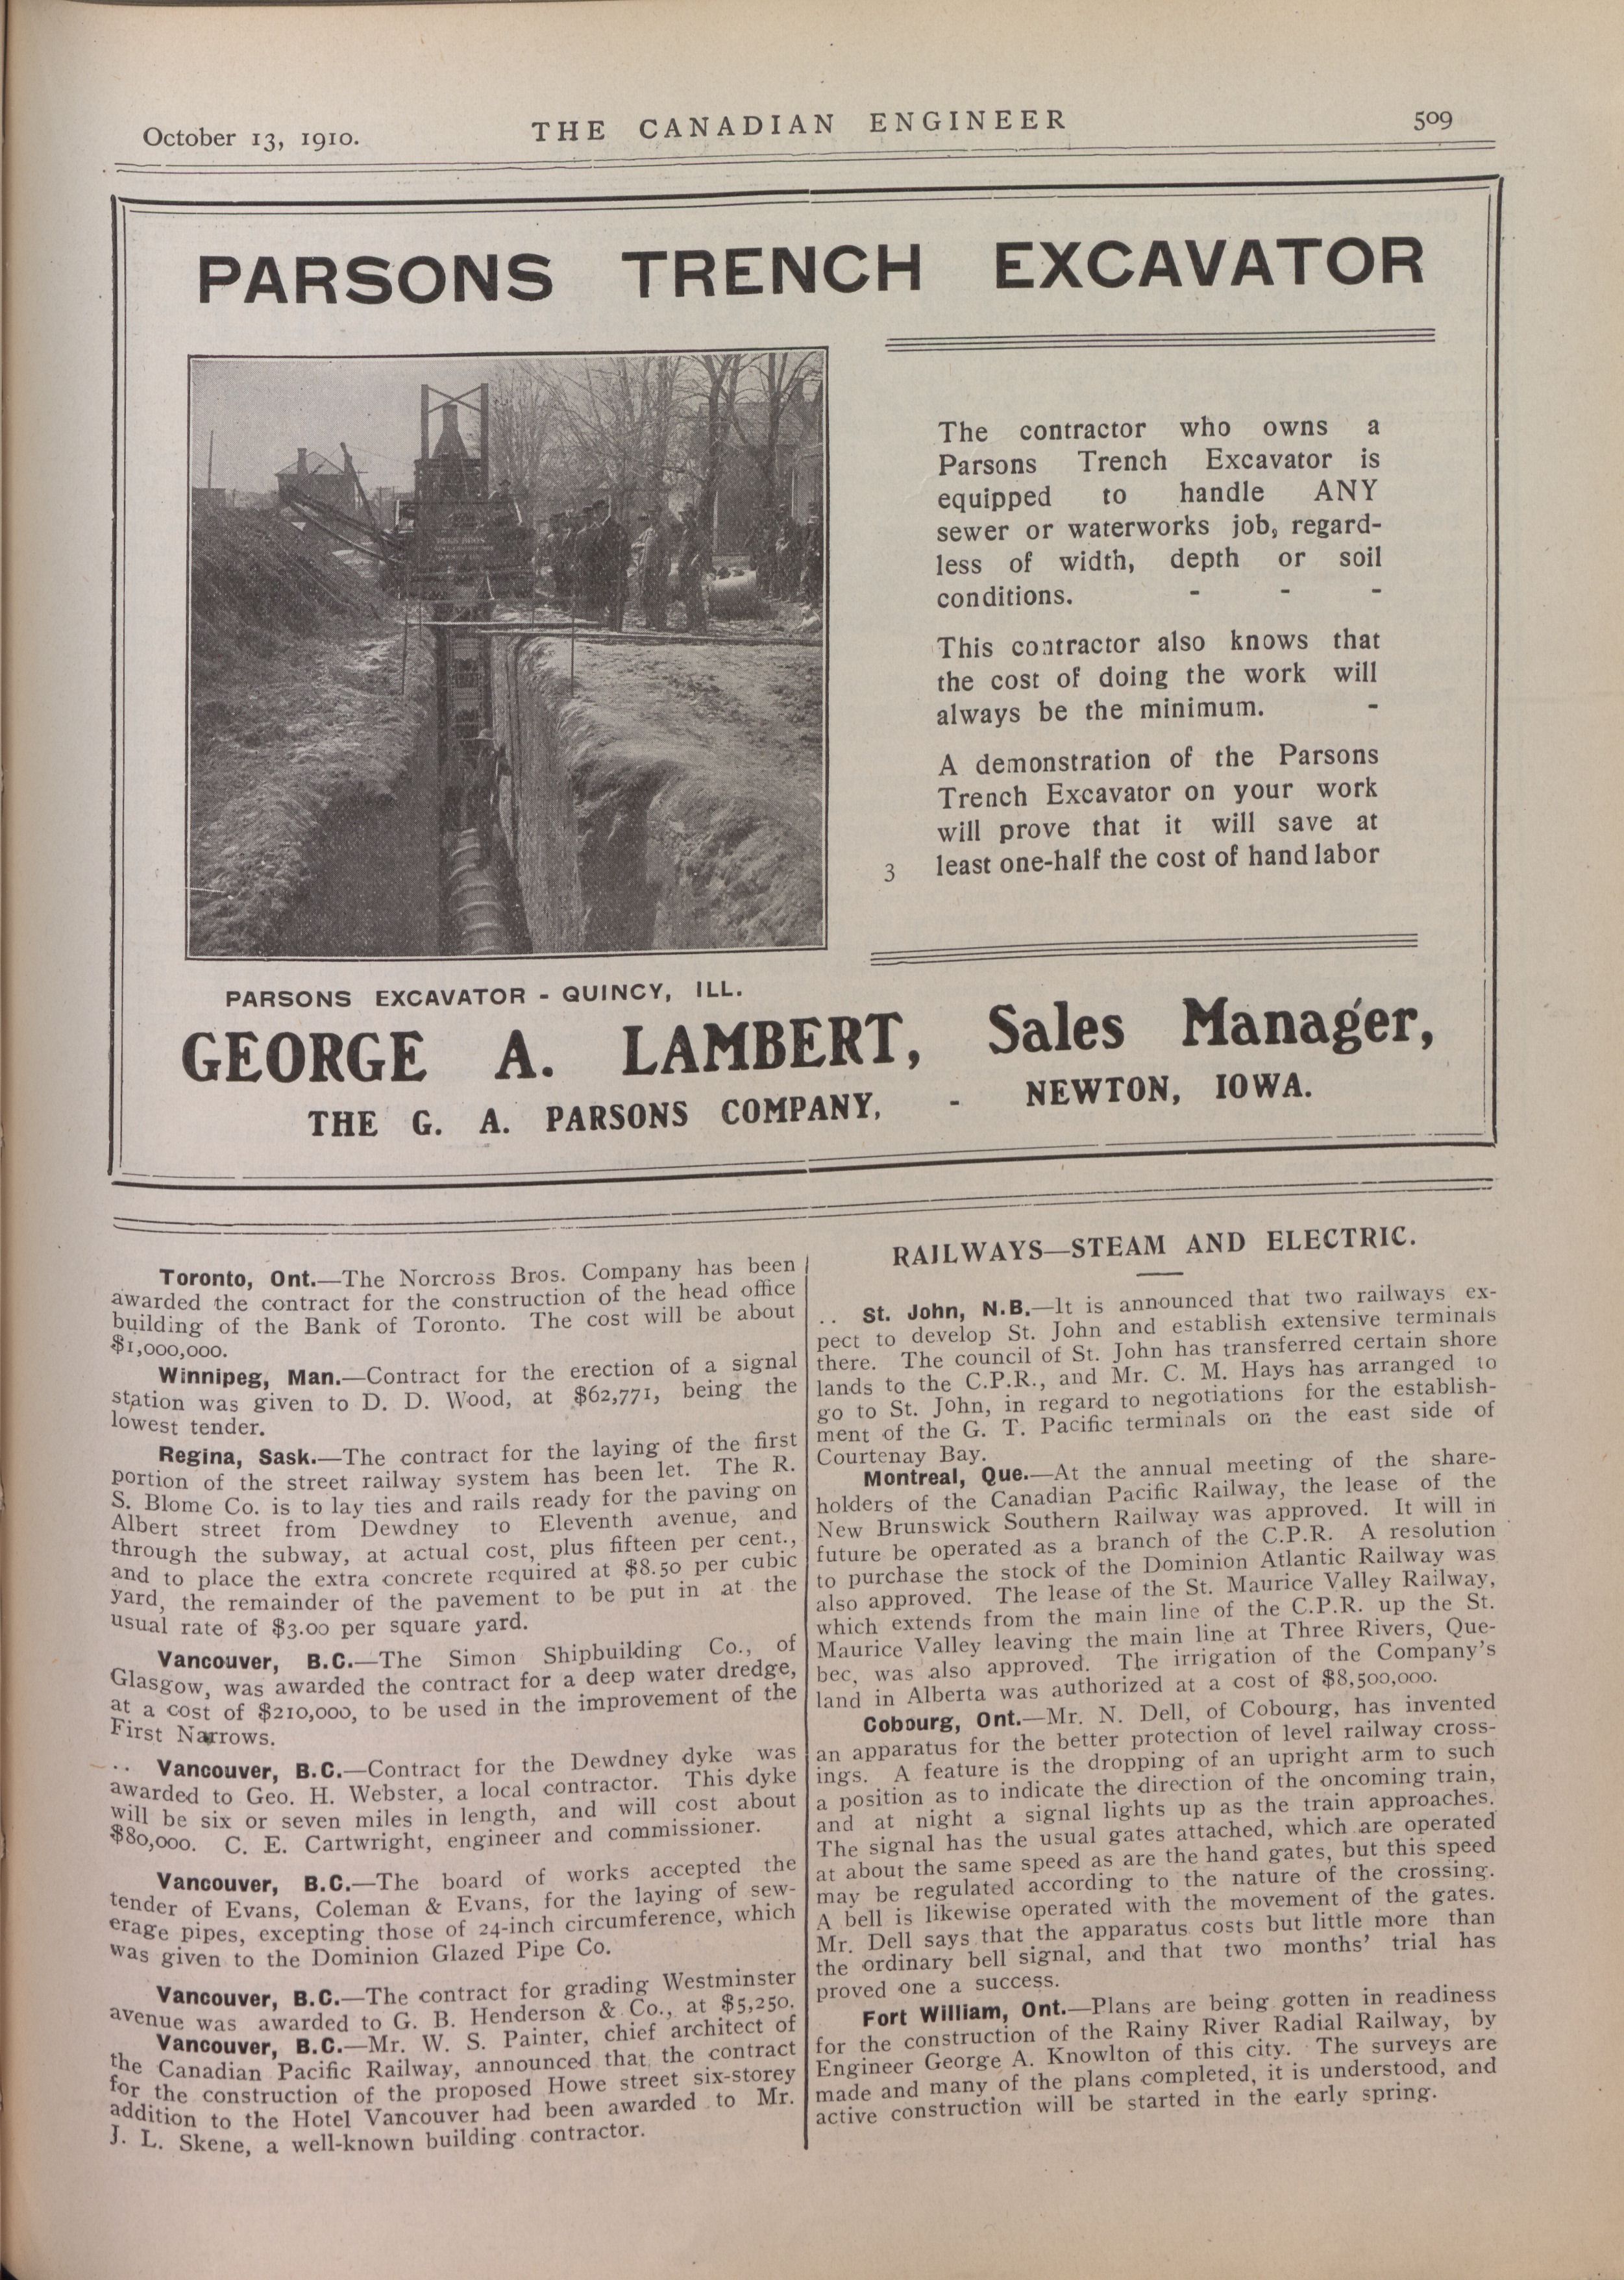 October 13, 1910.
THE CANADIAN ENGINEER
509
PARSONS TRENCH EXCAVATOR
The contractor who owns a
Parsons Trench Excavator is
equipped to handle ANY
sewer or waterworks job, regard-
less of width, depth or soil
conditions. - - -
This contractor also knows that
the cost of doing the work will
always be the minimum. -
A demonstration of the Parsons
Trench Excavator on your work
will prove that it will save at
3 least one-half the cost of hand labor
PARSONS EXCAVATOR - QUINCY, ILL.
GEORGE A. LAMBERT, Sales Manager,
THE G. A. PARSONS COMPANY, - NEWTON, IOWA.
Toronto, Ont.—The Norcross Bros. Company has been
awarded the contract for the construction of the head office
building of the Bank of Toronto. The cost will be about
$1,000,000.
Winnipeg, Man.—Contract for the erection of a signal
station was given to D. D. Wood, at $62,771, being the
lowest tender.
Regina, Sask.—The contract for the laying of the first
portion of the street railway system has been let. The R.
S. Blome Co. is to lay ties and rails ready for the paving on
Albert street from Dewdney to Eleventh avenue, and
through the subway, at actual cost, plus fifteen per cent.,
and to place the extra concrete required at $8.50 per cubic
yard, the remainder of the pavement to be put in at the
usual rate of $3.00 per square yard.
Vancouver, B.C.—The Simon Shipbuilding Co., of
Glasgow, was awarded the contract for a deep water dredge,
at a cost of $210,000, to be used in the improvement of the
First Narrows.
.. Vancouver, B.C.—Contract for the Dewdney dyke was
awarded to Geo. H. Webster, a local contractor. This dyke
will be six or seven miles in length, and will cost about
$80,000. C. E. Cartwright, engineer and commissioner.
Vancouver, B.C.—The board of works accepted the
tender of Evans, Coleman & Evans, for the laying of sew-
erage pipes, excepting those of 24-inch circumference, which
was given to the Dominion Glazed Pipe Co.
Vancouver, B.C.—The contract for grading Westminster
avenue was awarded to G. B. Henderson & Co., at $5,250.
Vancouver, B.C.—Mr. W. S. Painter, chief architect of
the Canadian Pacific Railway, announced that the contract
for the construction of the proposed Howe street six-storey
addition to the Hotel Vancouver had been awarded to Mr.
J. L. Skene, a well-known building contractor.
RAILWAYS—STEAM AND ELECTRIC.
.. St. John, N.B.—It is announced that two railways ex-
pect to develop St. John and establish extensive terminals
there. The council of St. John has transferred certain shore
lands to the C.P.R., and Mr. C. M. Hays has arranged to
go to St. John, in regard to negotiations for the establish-
ment of the G. T. Pacific terminals on the east side of
Courtenay Bay.
Montreal, Que.—At the annual meeting of the share-
holders of the Canadian Pacific Railway, the lease of the
New Brunswick Southern Railway was approved. It will in
future be operated as a branch of the C.P.R. A resolution
to purchase the stock of the Dominion Atlantic Railway was
also approved. The lease of the St. Maurice Valley Railway,
which extends from the main line of the C.P.R. up the St.
Maurice Valley leaving the main line at Three Rivers, Que-
bec, was also approved. The irrigation of the Company's
land in Alberta was authorized at a cost of $8,500,000.
Cobourg, Ont.—Mr. N. Dell, of Cobourg, has invented
an apparatus for the better protection of level railway cross-
ings. A feature is the dropping of an upright arm to such
a position as to indicate the direction of the oncoming train,
and at night a signal lights up as the train approaches.
The signal has the usual gates attached, which are operated
at about the same speed as are the hand gates, but this speed
may be regulated according to the nature of the crossing.
A bell is likewise operated with the movement of the gates.
Mr. Dell says that the apparatus costs but little more than
the ordinary bell signal, and that two months' trial has
proved one a success.
Fort William, Ont.—Plans are being gotten in readiness
for the construction of the Rainy River Radial Railway, by
Engineer George A. Knowlton of this city. The surveys are
made and many of the plans completed, it is understood, and
active construction will be started in the early spring.